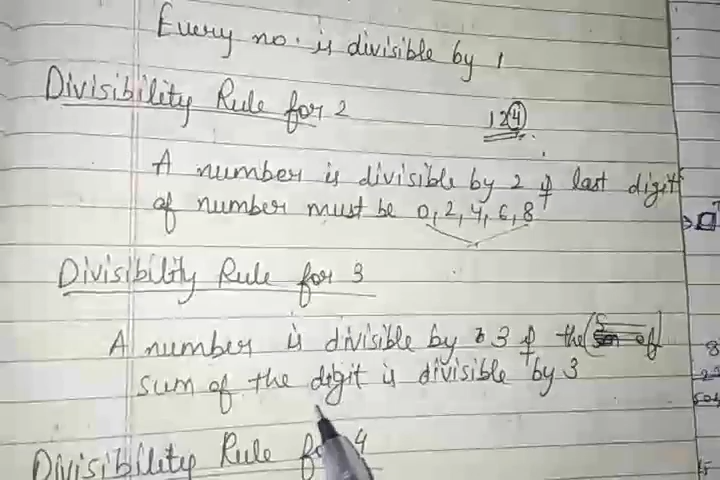 Every no. is divisible by 1
Divisibility Rule for 2
124
A number is divisible by 2 if last digit
of number must be 0, 2, 4, 6, 8
Divisibility Rule for 3
A number is divisible by 3 if the
sum of the digit is divisible by 3
Divisibility Rule for 4